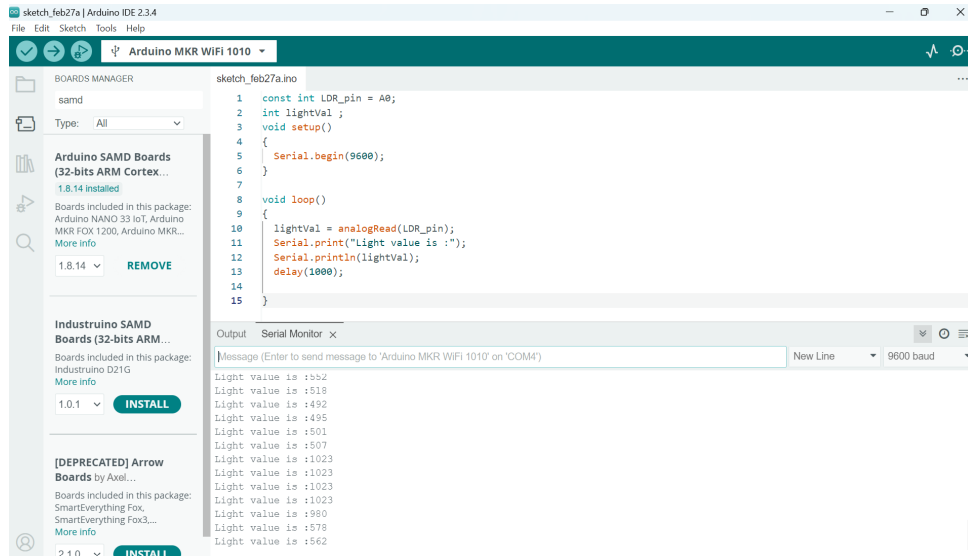 sketch_feb27a | Arduino IDE 2.3.4
File Edit Sketch Tools Help
Arduino MKR WiFi 1010
BOARDS MANAGER
samd
Type: All
Arduino SAMD Boards
(32-bits ARM Cortex...
1.8.14 installed
Boards included in this package:
Arduino NANO 33 IoT, Arduino
MKR FOX 1200, Arduino MKR...
More info
1.8.14 REMOVE
Industruino SAMD
Boards (32-bits ARM...
Boards included in this package:
Industruino D21G
More info
1.0.1 INSTALL
[DEPRECATED] Arrow
Boards by Axel...
Boards included in this package:
SmartEverything Fox,
SmartEverything Fox3,...
More info
2.1.0 INSTALL
sketch_feb27a.ino
1 const int LDR_pin = A0;
2 int lightVal ;
3 void setup()
4 {
5 Serial.begin(9600);
6 }
7
8 void loop()
9 {
10 lightVal = analogRead(LDR_pin);
11 Serial.print("Light value is :");
12 Serial.println(lightVal);
13 delay(1000);
14
15 }
Output Serial Monitor
Message (Enter to send message to 'Arduino MKR WiFi 1010' on 'COM4')
New Line 9600 baud
Light value is :552
Light value is :518
Light value is :492
Light value is :495
Light value is :501
Light value is :507
Light value is :1023
Light value is :1023
Light value is :1023
Light value is :1023
Light value is :980
Light value is :578
Light value is :562